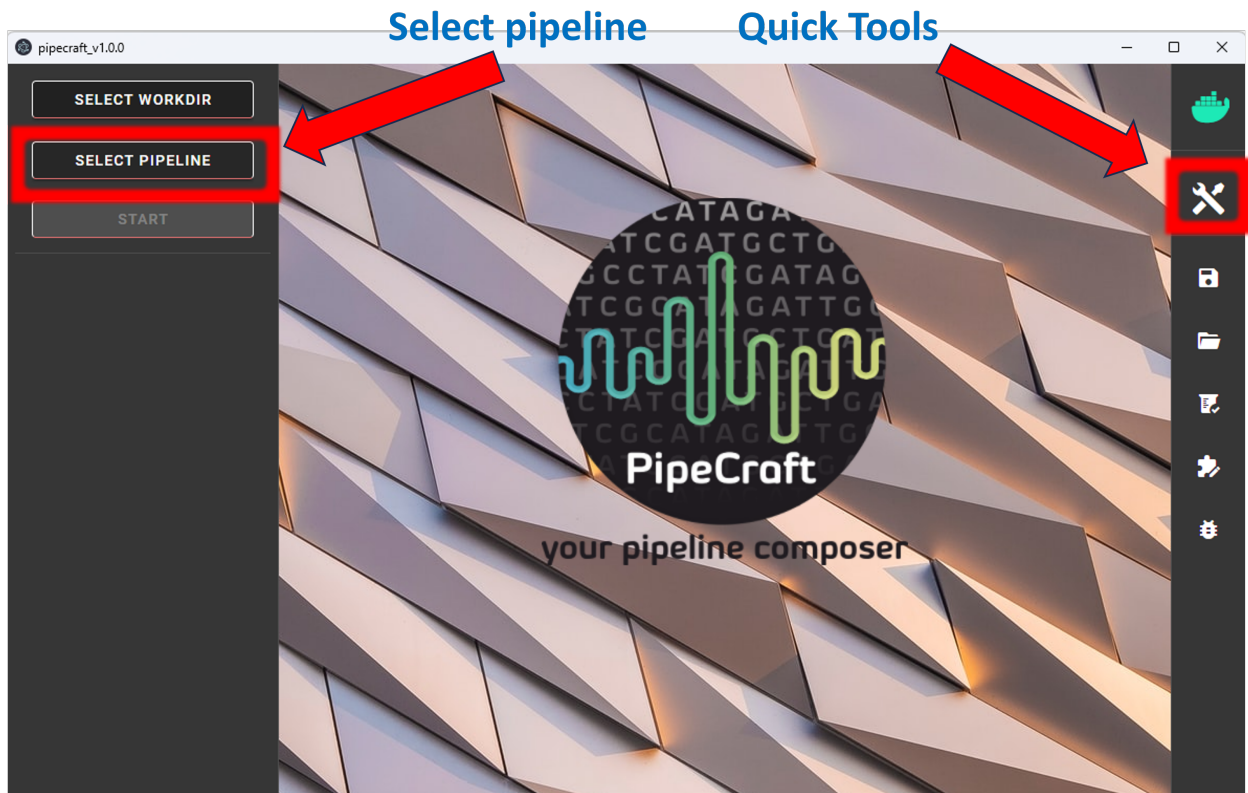 Select pipeline
Quick Tools
pipecraft_v1.0.0
SELECT WORKDIR
SELECT PIPELINE
START
CATAGA
ATCGATGCTG
GCCTATCGATAG
PipeCraft
your pipeline composer